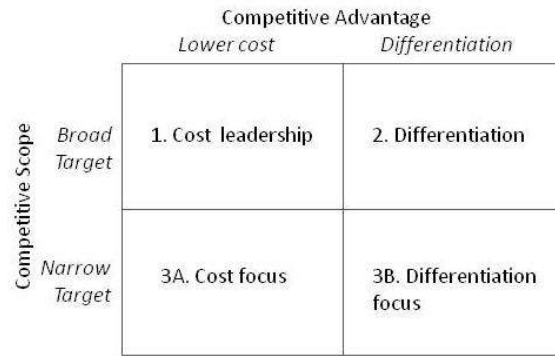 Competitive Advantage
Lower cost
Differentiation
Competitive Scope
Broad
Target
1. Cost leadership
2. Differentiation
Narrow
Target
3A. Cost focus
3B. Differentiation
focus